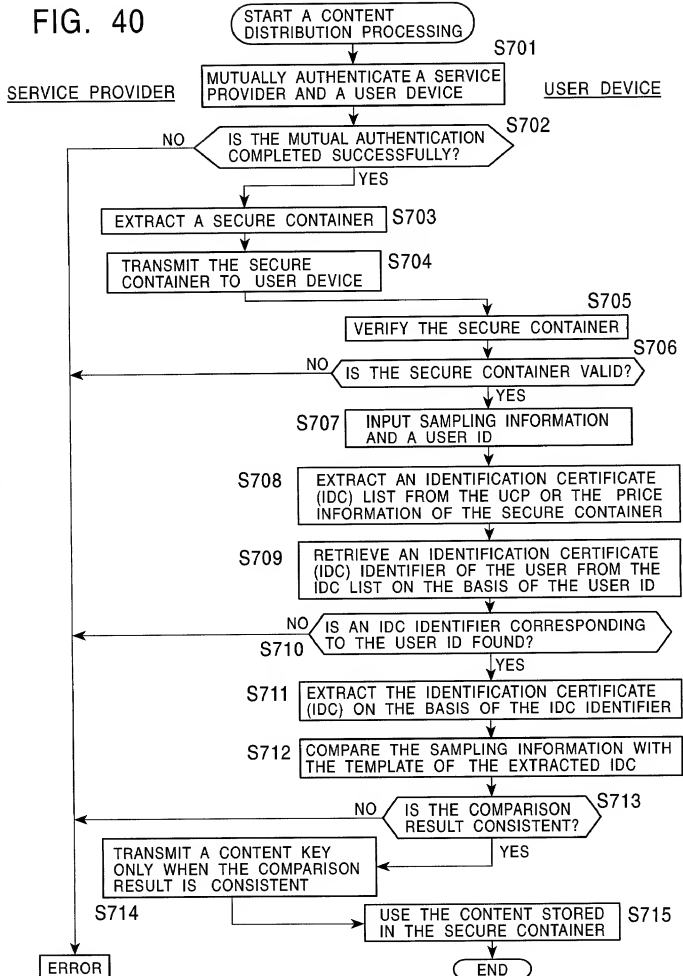 FIG. 40
START A CONTENT
DISTRIBUTION PROCESSING
S701
SERVICE PROVIDER
MUTUALLY AUTHENTICATE A SERVICE
PROVIDER AND A USER DEVICE
USER DEVICE
S702
NO
IS THE MUTUAL AUTHENTICATION
COMPLETED SUCCESSFULLY?
YES
EXTRACT A SECURE CONTAINER
S703
S704
TRANSMIT THE SECURE
CONTAINER TO USER DEVICE
S705
VERIFY THE SECURE CONTAINER
S706
NO
IS THE SECURE CONTAINER VALID?
YES
S707
INPUT SAMPLING INFORMATION
AND A USER ID
S708
EXTRACT AN IDENTIFICATION CERTIFICATE
(IDC) LIST FROM THE UCP OR THE PRICE
INFORMATION OF THE SECURE CONTAINER
S709
RETRIEVE AN IDENTIFICATION CERTIFICATE
(IDC) IDENTIFIER OF THE USER FROM THE
IDC LIST ON THE BASIS OF THE USER ID
NO
S710
IS AN IDC IDENTIFIER CORRESPONDING
TO THE USER ID FOUND?
YES
S711
EXTRACT THE IDENTIFICATION CERTIFICATE
(IDC) ON THE BASIS OF THE IDC IDENTIFIER
S712
COMPARE THE SAMPLING INFORMATION WITH
THE TEMPLATE OF THE EXTRACTED IDC
S713
NO
IS THE COMPARISON
RESULT CONSISTENT?
YES
TRANSMIT A CONTENT KEY
ONLY WHEN THE COMPARISON
RESULT IS CONSISTENT
S714
USE THE CONTENT STORED
IN THE SECURE CONTAINER
S715
ERROR
END